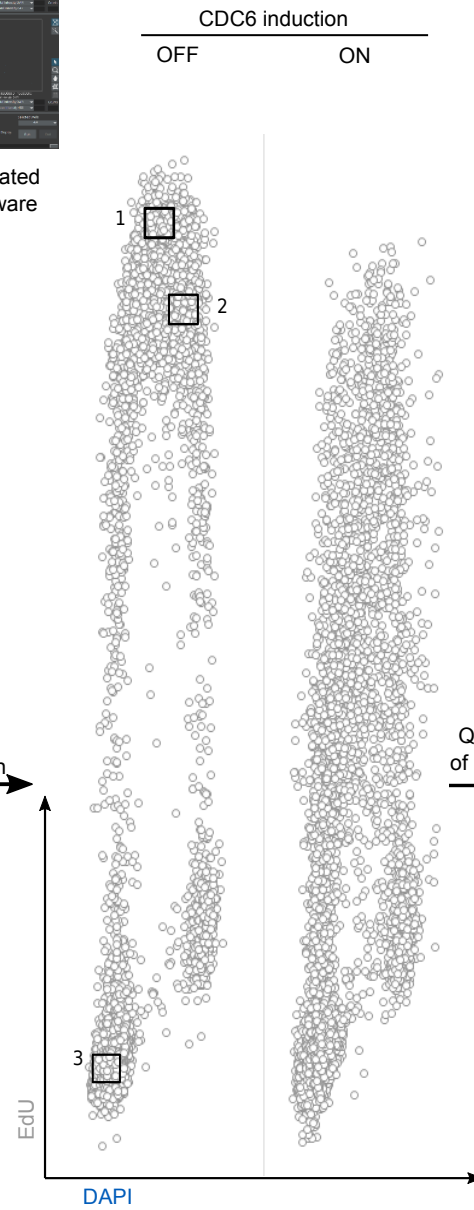 CDC6 induction
OFF
ON
ated
ware
1
2
Q
of
n
3
EdU
DAPI